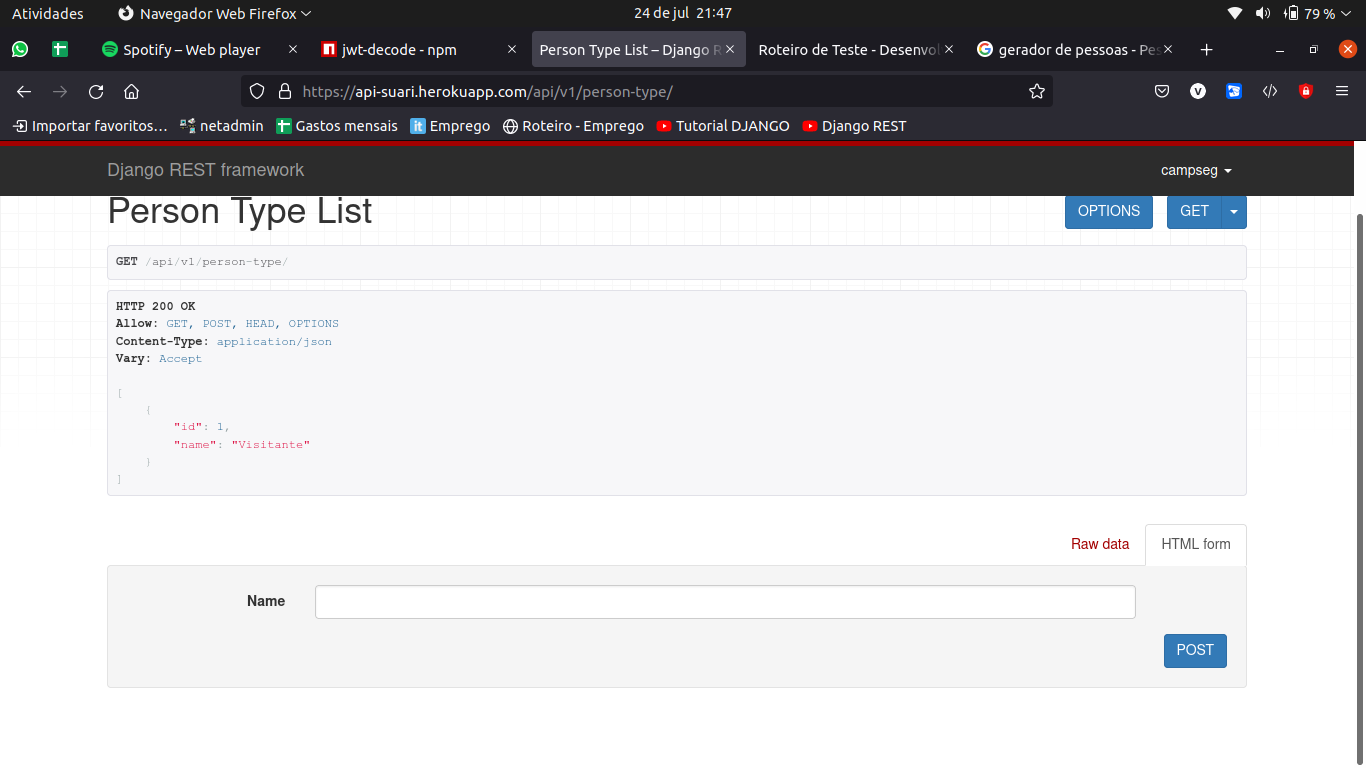 Atividades Navegador Web Firefox 24 de jul 21:47 79 %
Spotify – Web player jwt-decode - npm Person Type List – Django R Roteiro de Teste - Desenvol gerador de pessoas - Pes
https://api-suari.herokuapp.com/api/v1/person-type/
Importar favoritos… netadmin Gastos mensais it Emprego Roteiro - Emprego Tutorial DJANGO Django REST
Django REST framework campseg
Person Type List OPTIONS GET
GET /api/v1/person-type/
HTTP 200 OK
Allow: GET, POST, HEAD, OPTIONS
Content-Type: application/json
Vary: Accept
[
{
"id": 1,
"name": "Visitante"
}
]
Raw data HTML form
Name
POST